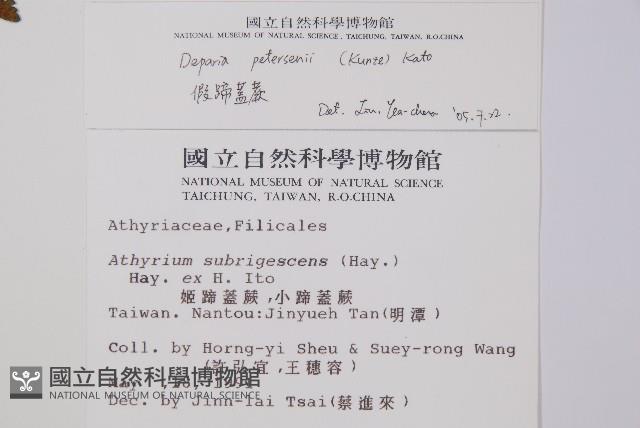 國立自然科學博物館
NATIONAL MUSEUM OF NATURAL SCIENCE, TAICHUNG, TAIWAN, R.O.CHINA
Deparia petersenii (Kunze) Kato
假蹄蓋蕨
Det. Liu, Yea-chen '05.7.22.
國立自然科學博物館
NATIONAL MUSEUM OF NATURAL SCIENCE
TAICHUNG, TAIWAN, R.O.CHINA
Athyriaceae,Filicales
Athyrium subrigescens (Hay.)
Hay. ex H. Ito
姬蹄蓋蕨,小蹄蓋蕨
Taiwan. Nantou:Jinyueh Tan(明潭)
Coll. by Horng-yi Sheu & Suey-rong Wang
(許弘宜,王穗容)
國立自然科學博物館
NATIONAL MUSEUM OF NATURAL SCIENCE
Dec. by Jinn-Lai Tsai(蔡進來)